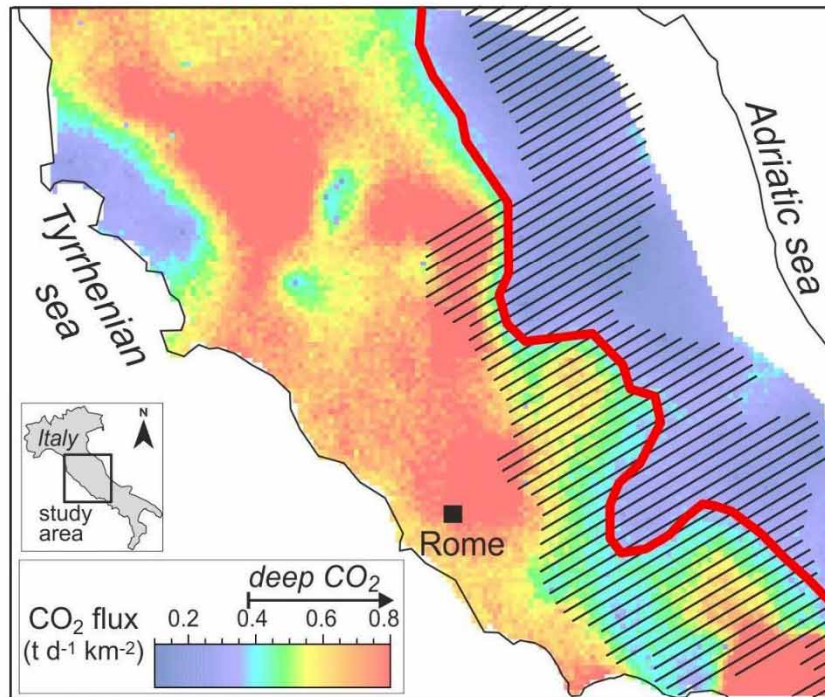 Adriatic sea
Tyrrhenian
sea
N
Italy
study
area
Rome
deep CO₂
CO₂ flux
(t d⁻¹ km⁻²)
0.2 0.4 0.6 0.8